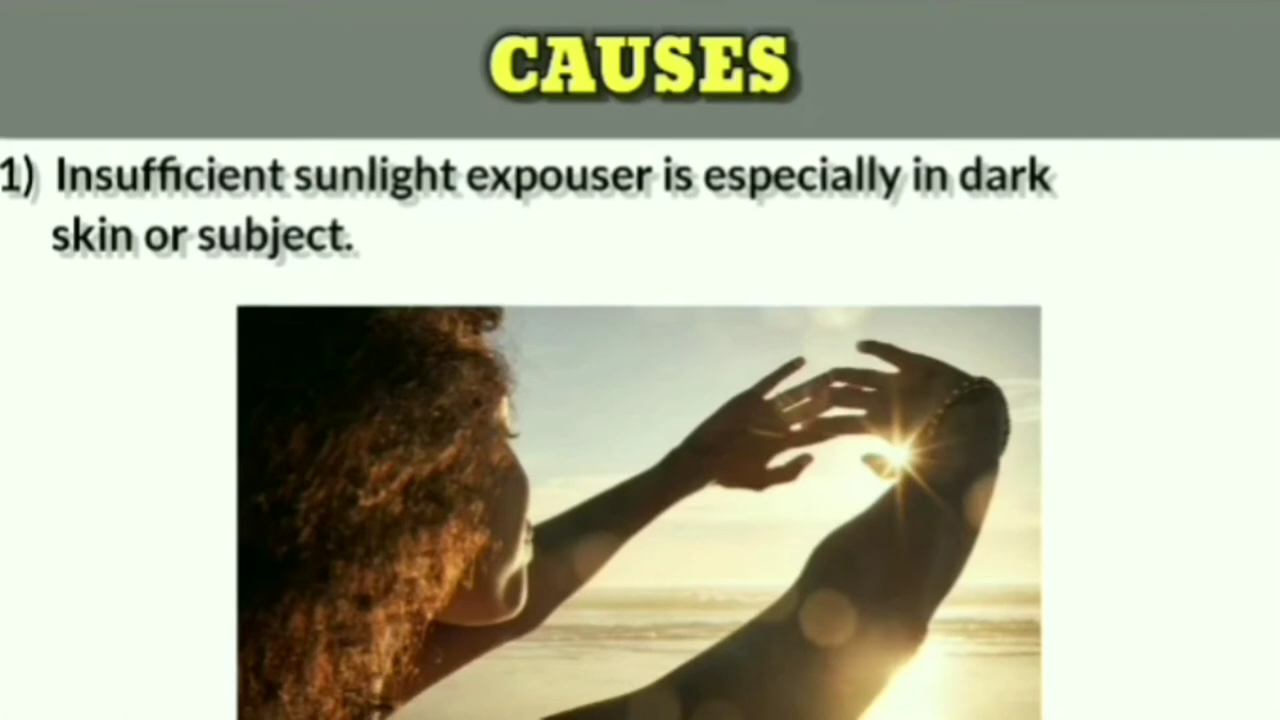 CAUSES
1) Insufficient sunlight expouser is especially in dark
skin or subject.